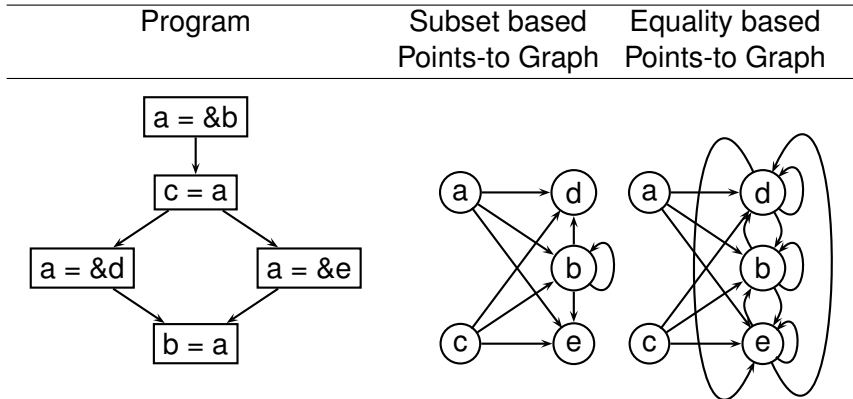 Program
Subset based
Points-to Graph
Equality based
Points-to Graph
a = &b
c = a
a = &d
a = &e
b = a
a
d
b
c
e
a
d
b
c
e